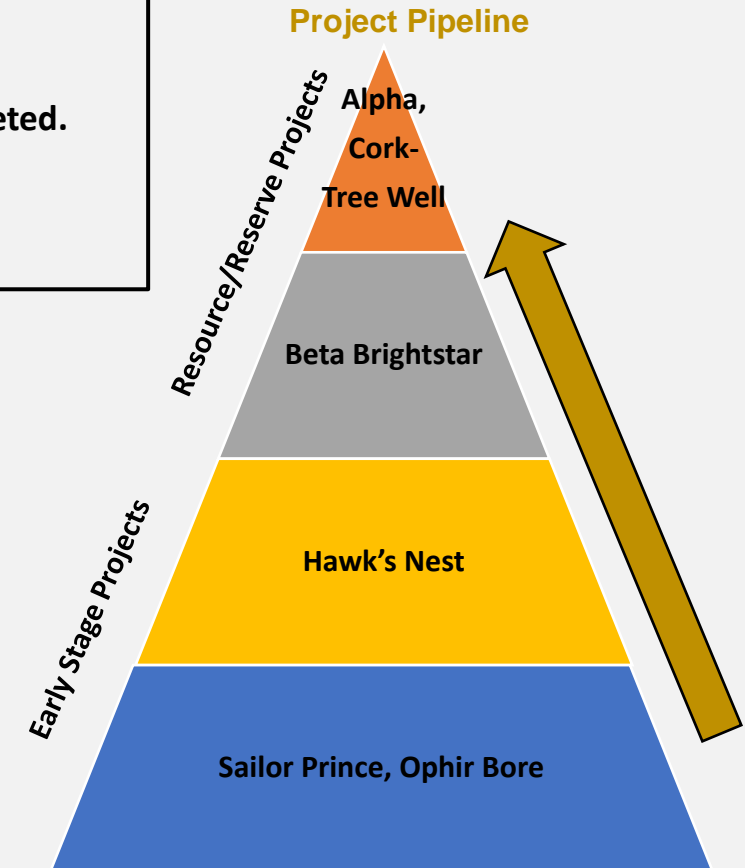 Project Pipeline
eted.
Resource/Reserve Projects
Alpha,
Cork-
Tree Well
Beta Brightstar
Early Stage Projects
Hawk’s Nest
Sailor Prince, Ophir Bore